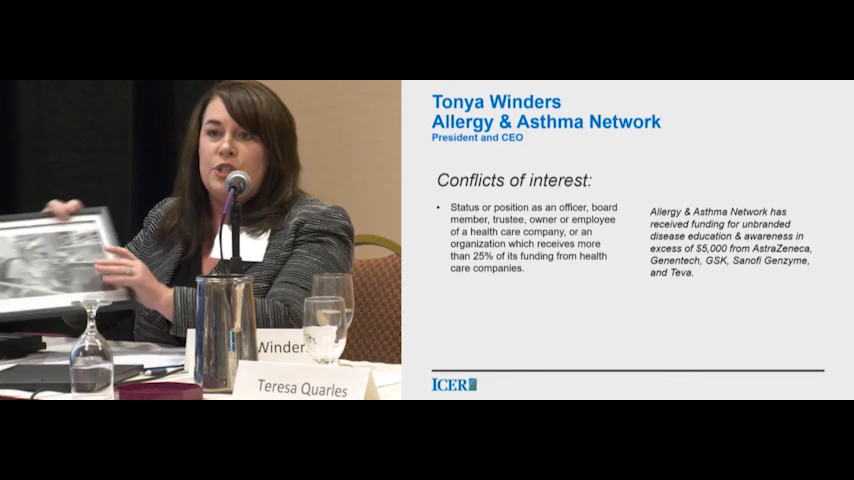 Tonya Winders
Allergy & Asthma Network
President and CEO
Conflicts of interest:
• Status or position as an officer, board
member, trustee, owner or employee
of a health care company, or an
organization which receives more
than 25% of its funding from health
care companies.
Allergy & Asthma Network has
received funding for unbranded
disease education & awareness in
excess of $5,000 from AstraZeneca,
Genentech, GSK, Sanofi Genzyme,
and Teva.
ICER
Winder
Teresa Quarles